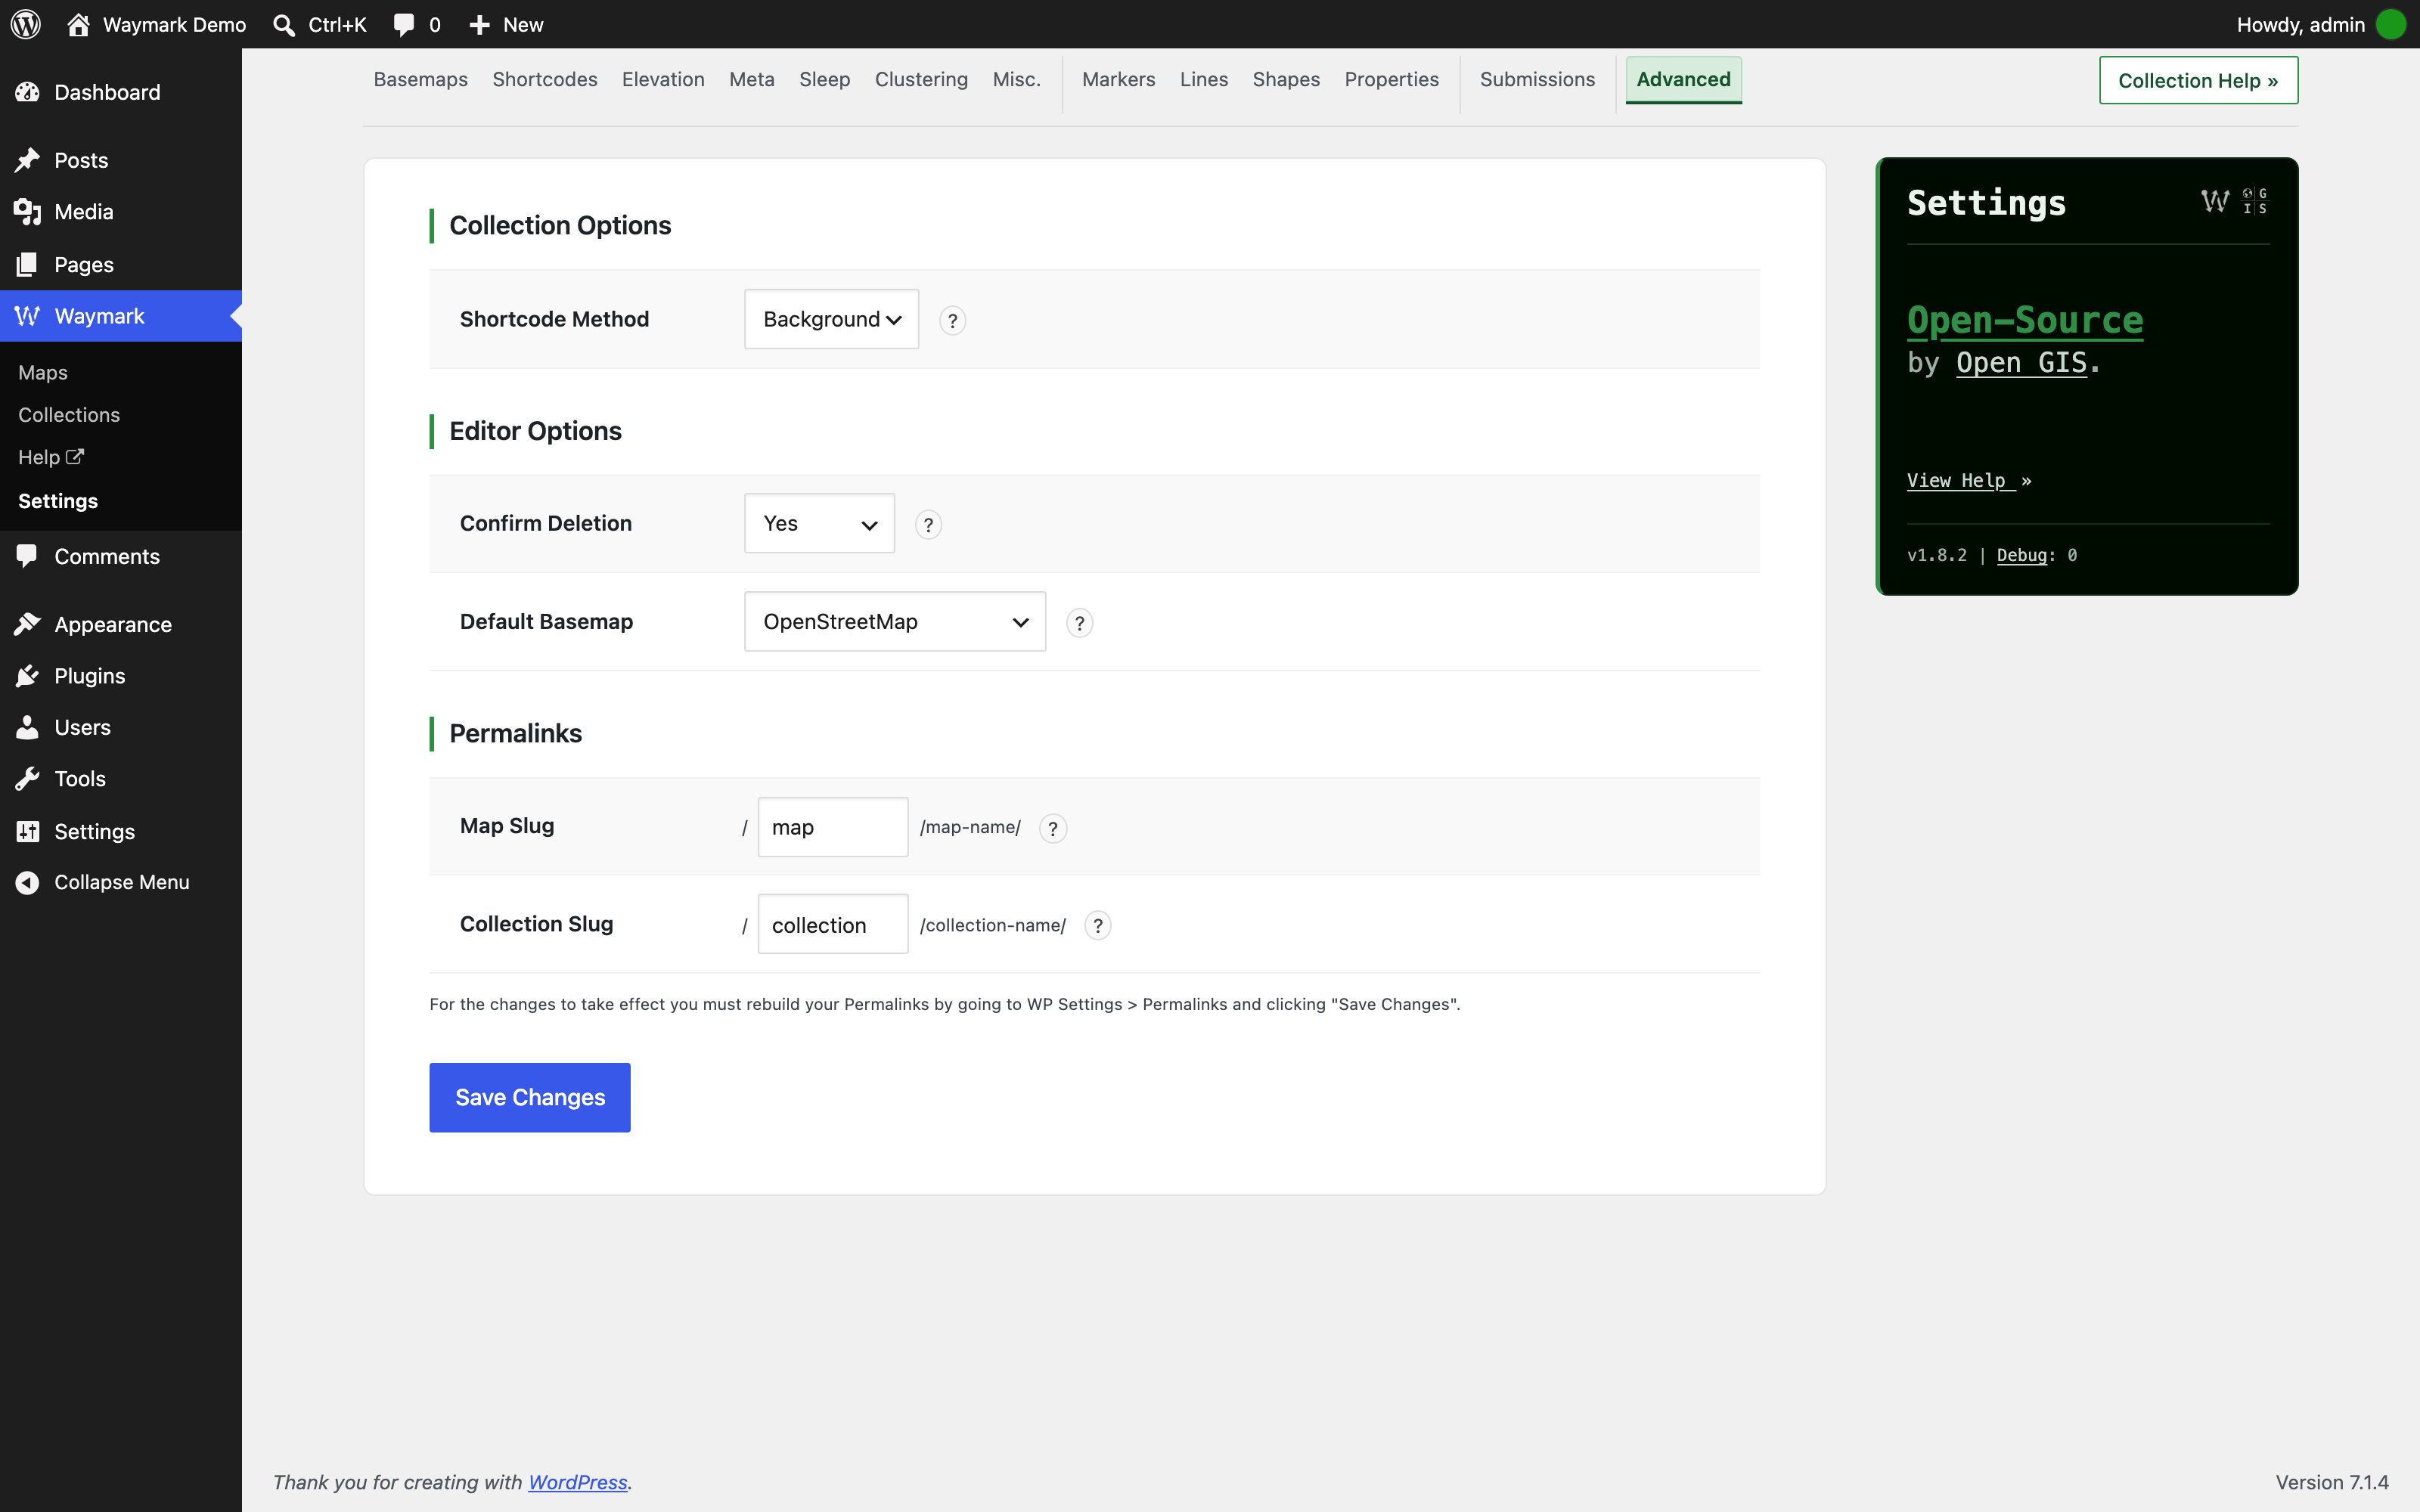 Waymark Demo Ctrl+K 0 New Howdy, admin
Dashboard
Posts
Media
Pages
Waymark
Maps
Collections
Help
Settings
Comments
Appearance
Plugins
Users
Tools
Settings
Collapse Menu
Basemaps Shortcodes Elevation Meta Sleep Clustering Misc. Markers Lines Shapes Properties Submissions Advanced Collection Help »
Collection Options
Shortcode Method Background ?
Editor Options
Confirm Deletion Yes ?
Default Basemap OpenStreetMap ?
Permalinks
Map Slug / map /map-name/ ?
Collection Slug / collection /collection-name/ ?
For the changes to take effect you must rebuild your Permalinks by going to WP Settings > Permalinks and clicking "Save Changes".
Save Changes
Settings W G I S
Open-Source
by Open GIS.
View Help »
v1.8.2 | Debug: 0
Thank you for creating with WordPress. Version 7.1.4